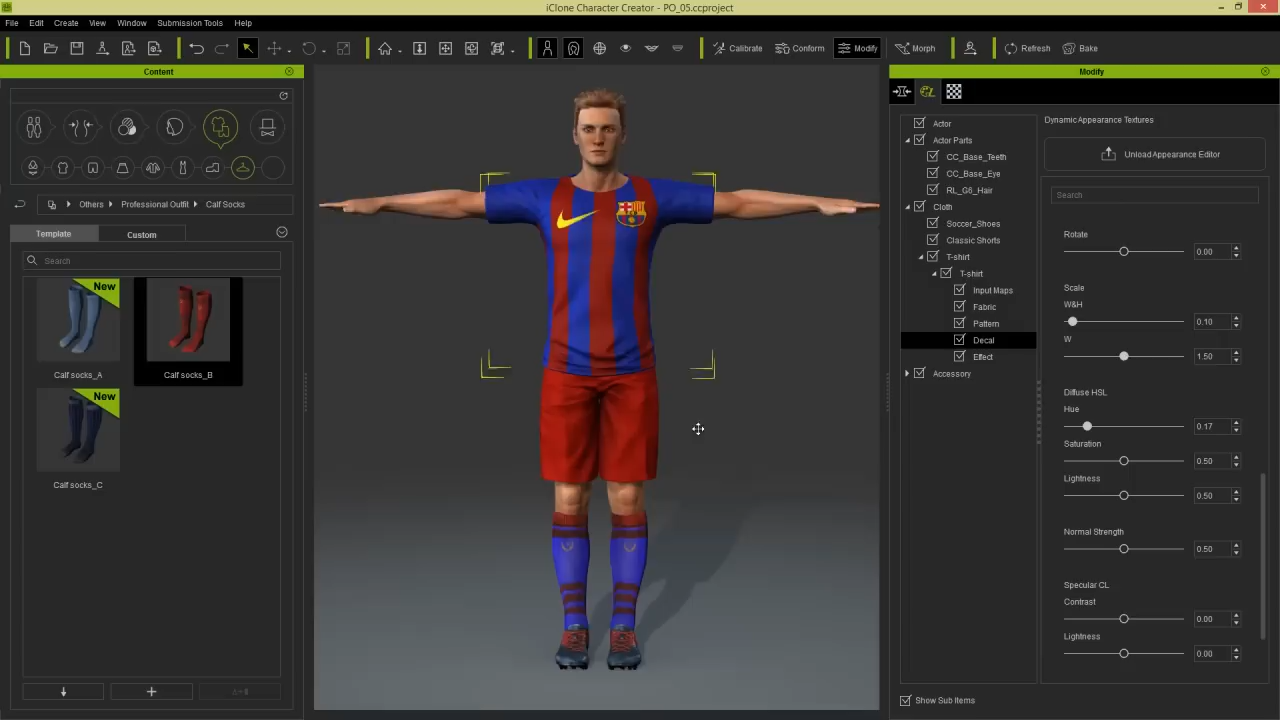 iClone Character Creator - PO_05.ccproject
File Edit Create View Window Submission Tools Help
Calibrate Conform Modify Morph Refresh Bake
Content
Others Professional Outfit Calf Socks
Template Custom
Search
New
Calf socks_A
Calf socks_B
New
Calf socks_C
Modify
Actor
Actor Parts
CC_Base_Teeth
CC_Base_Eye
RL_G6_Hair
Cloth
Soccer_Shoes
Classic Shorts
T-shirt
T-shirt
Input Maps
Fabric
Pattern
Decal
Effect
Accessory
Show Sub Items
Dynamic Appearance Textures
Unload Appearance Editor
Search
Rotate
0.00
Scale
W&H
0.10
W
1.50
Diffuse HSL
Hue
0.17
Saturation
0.50
Lightness
0.50
Normal Strength
0.50
Specular CL
Contrast
0.00
Lightness
0.00